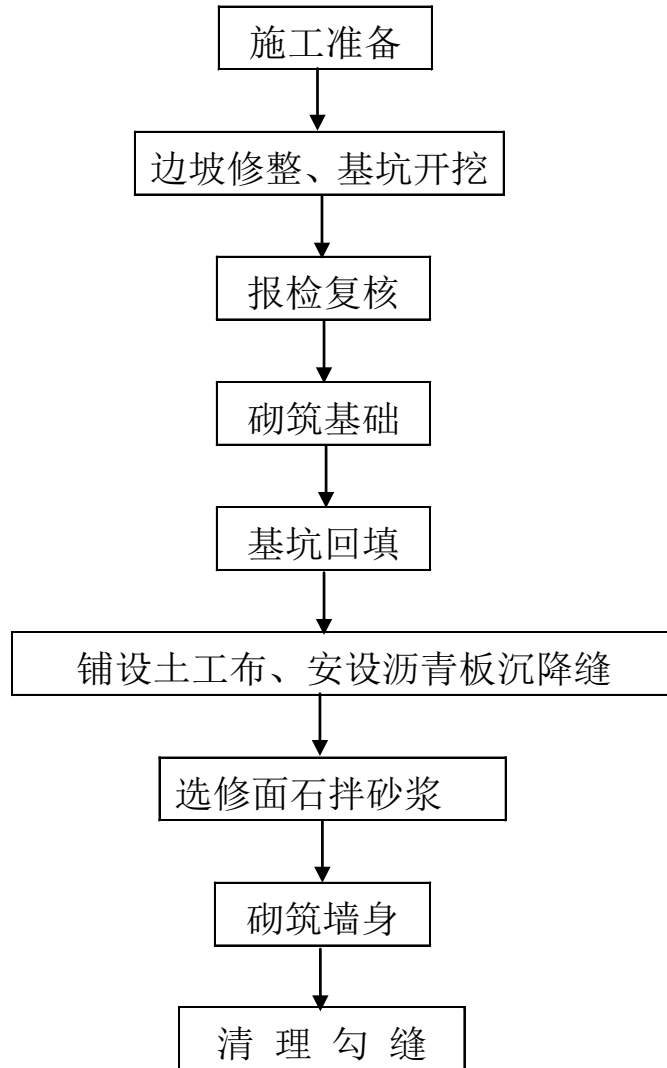 施工准备
边坡修整、基坑开挖
报检复核
砌筑基础
基坑回填
铺设土工布、安设沥青板沉降缝
选修面石拌砂浆
砌筑墙身
清 理 勾 缝